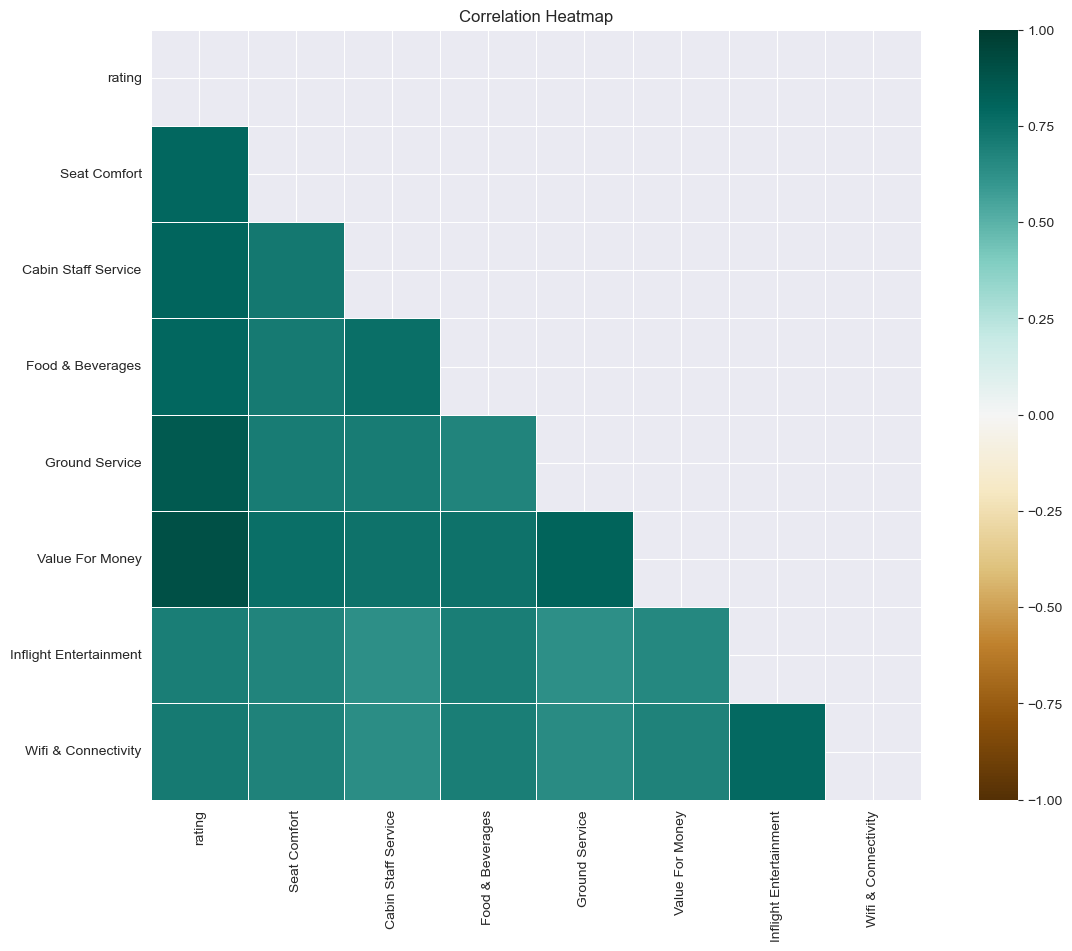 Correlation Heatmap
rating
Seat Comfort
Cabin Staff Service
Food & Beverages
Ground Service
Value For Money
Inflight Entertainment
Wifi & Connectivity
rating
Seat Comfort
Cabin Staff Service
Food & Beverages
Ground Service
Value For Money
Inflight Entertainment
Wifi & Connectivity
1.00
0.75
0.50
0.25
0.00
−0.25
−0.50
−0.75
−1.00